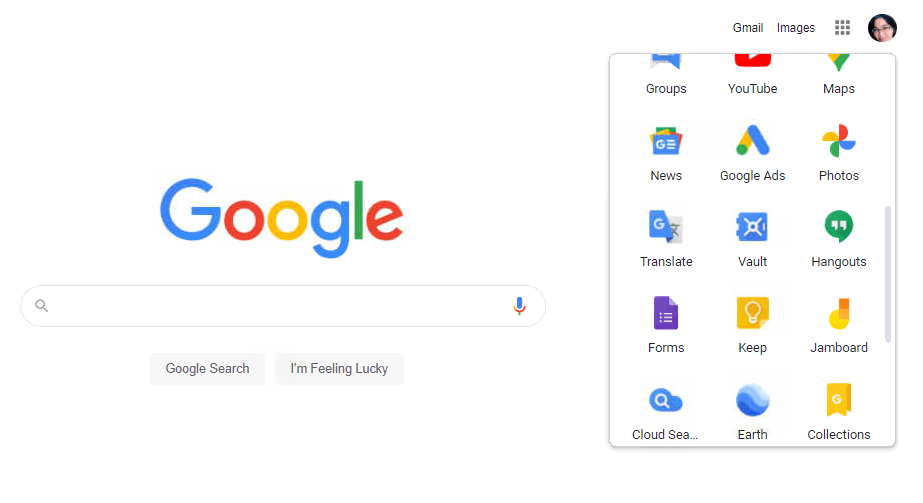 Gmail Images
Groups YouTube Maps
News Google Ads Photos
Google
Translate Vault Hangouts
Forms Keep Jamboard
Google Search I'm Feeling Lucky
Cloud Sea... Earth Collections